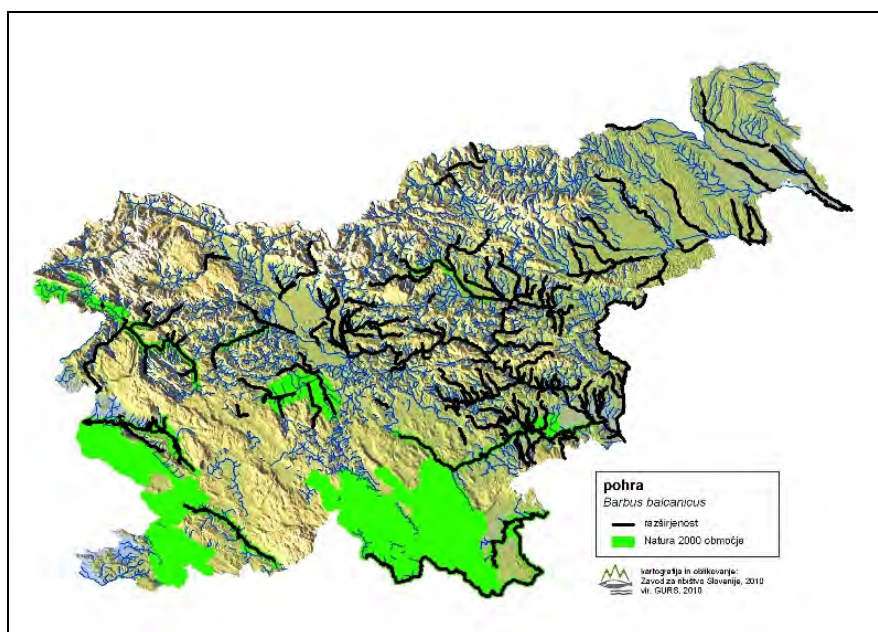 pohra
Barbus balcanicus
razširjenost
Natura 2000 območje
kartografija in oblikovanje:
Zavod za ribištvo Slovenije, 2010
vir: GURS, 2010